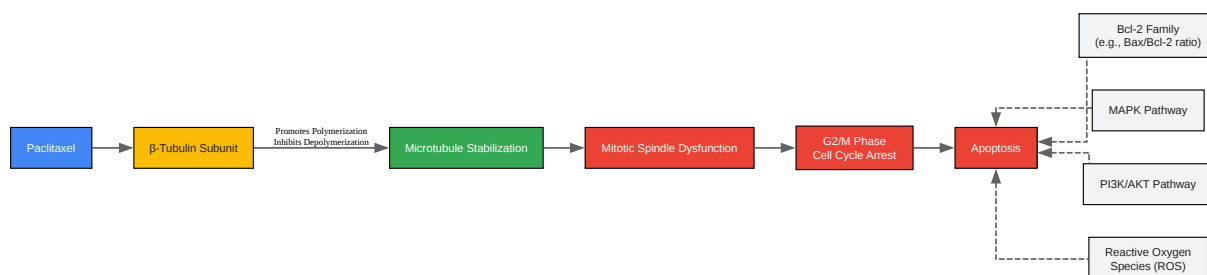 Paclitaxel
β-Tubulin Subunit
Promotes Polymerization
Inhibits Depolymerization
Microtubule Stabilization
Mitotic Spindle Dysfunction
G2/M Phase
Cell Cycle Arrest
Apoptosis
Bcl-2 Family
(e.g., Bax/Bcl-2 ratio)
MAPK Pathway
PI3K/AKT Pathway
Reactive Oxygen
Species (ROS)